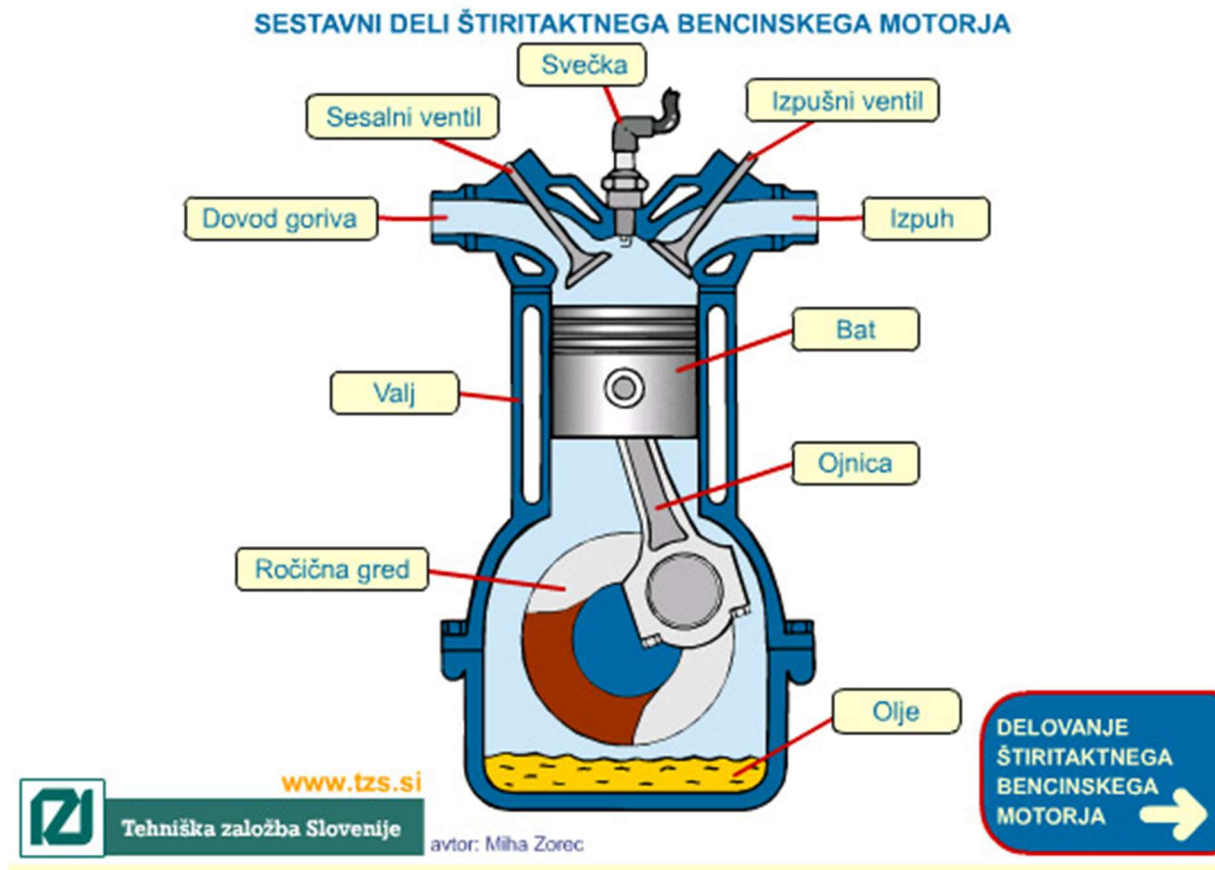 SESTAVNI DELI ŠTIRITAKTNEGA BENCINSKEGA MOTORJA
Svečka
Sesalni ventil
Izpušni ventil
Dovod goriva
Izpuh
Bat
Valj
Ojnica
Ročična gred
Olje
DELOVANJE
ŠTIRITAKTNEGA
BENCINSKEGA
MOTORJA
www.tzs.si
Tehniška založba Slovenije
avtor: Miha Zorec